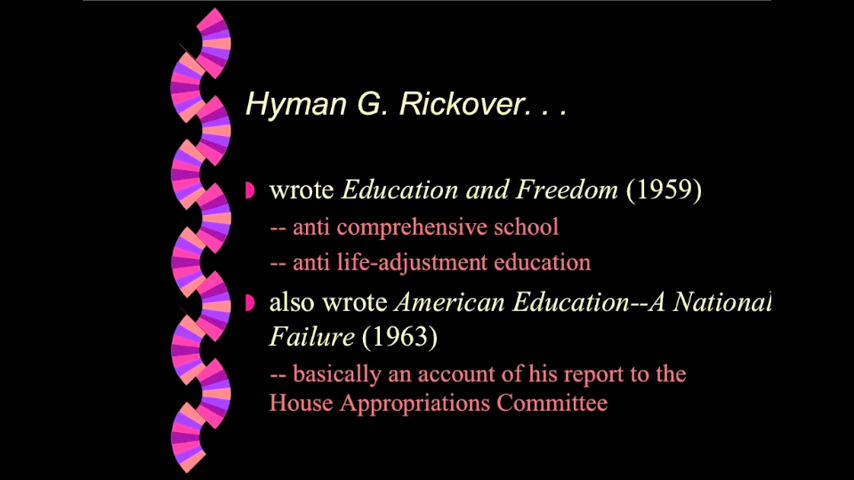 Hyman G. Rickover. . .
wrote Education and Freedom (1959)
-- anti comprehensive school
-- anti life-adjustment education
also wrote American Education--A National
Failure (1963)
-- basically an account of his report to the
House Appropriations Committee